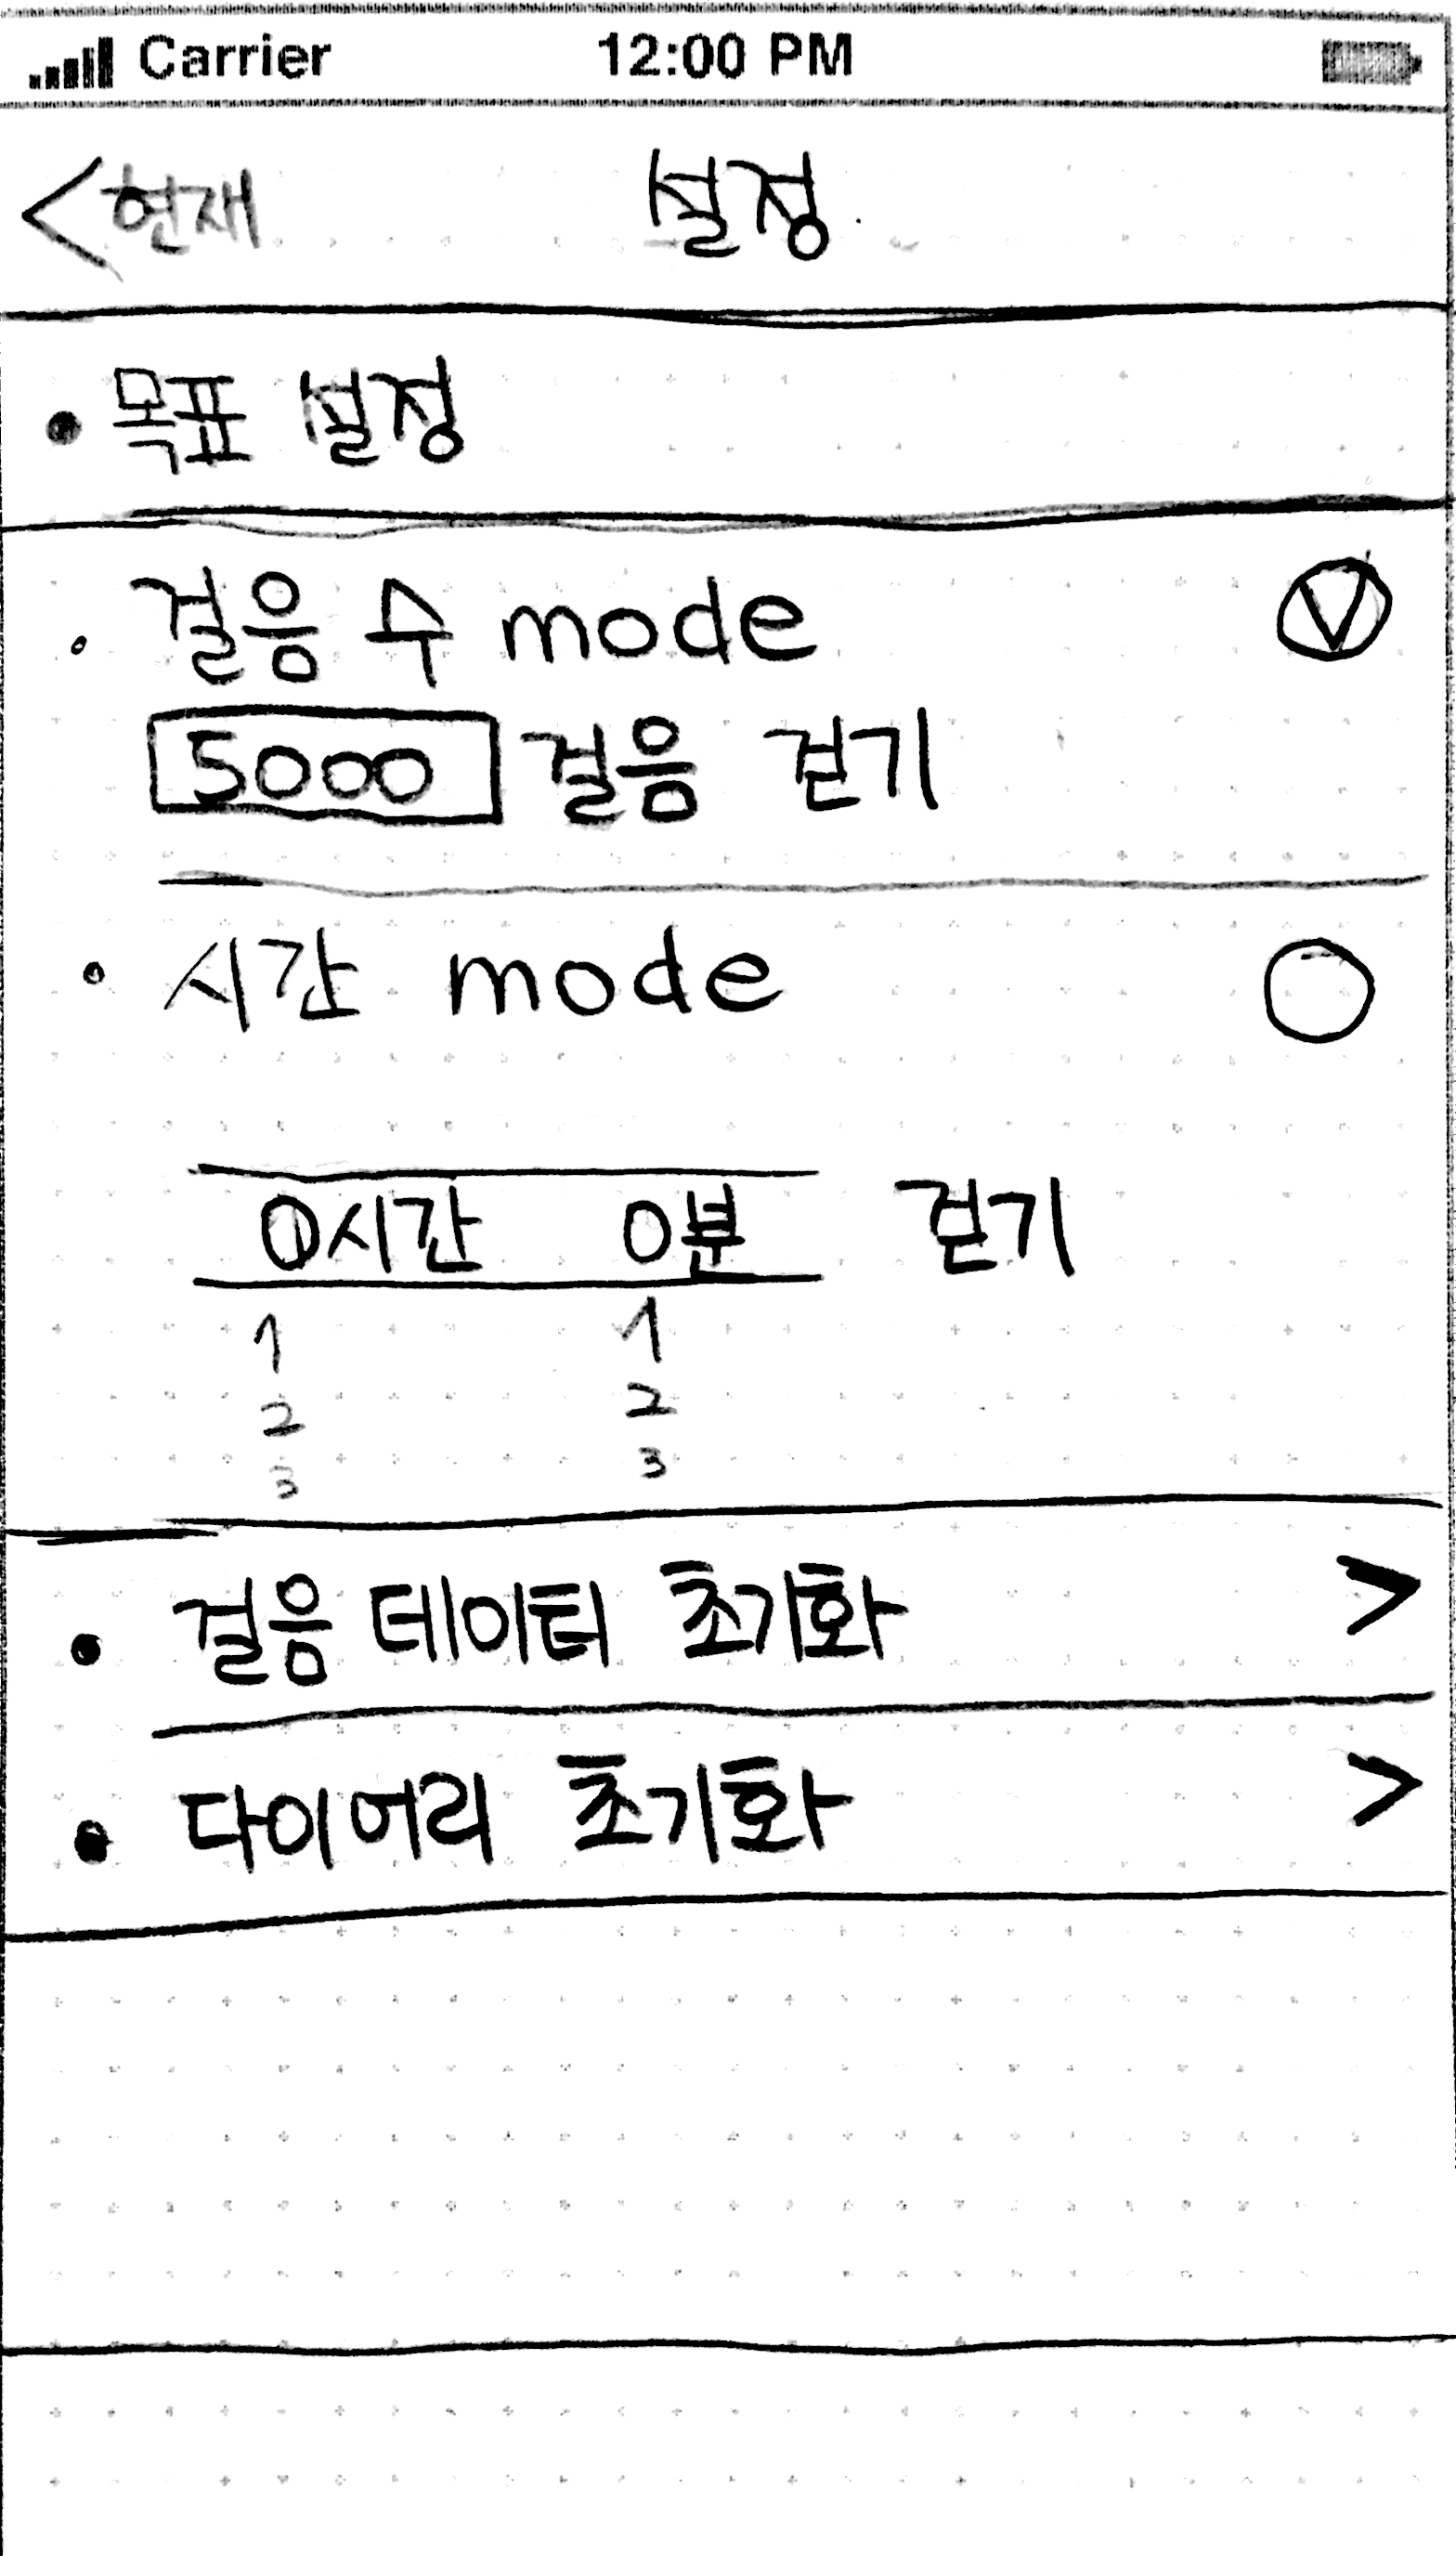 Carrier 12:00 PM
<현재 설정
• 목표 설정
• 걸음 수 mode
5000 걸음 걷기
• 시간 mode
0시간 0분 걷기
1 1
2 2
3 3
• 걸음 데이터 초기화 >
• 다이어리 초기화 >